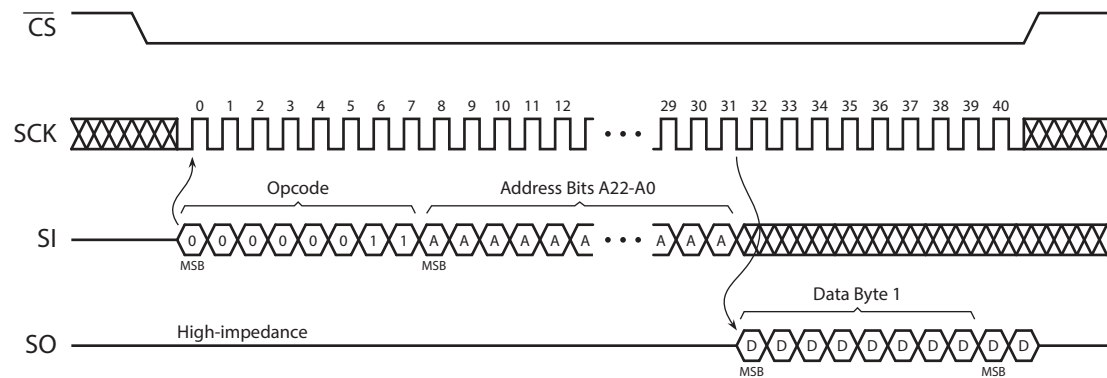 CS
0 1 2 3 4 5 6 7 8 9 10 11 12 29 30 31 32 33 34 35 36 37 38 39 40
SCK
Opcode Address Bits A22-A0
SI 0 0 0 0 0 0 1 1 A A A A A A A A A
MSB MSB
Data Byte 1
High-impedance
SO D D D D D D D D D D
MSB MSB